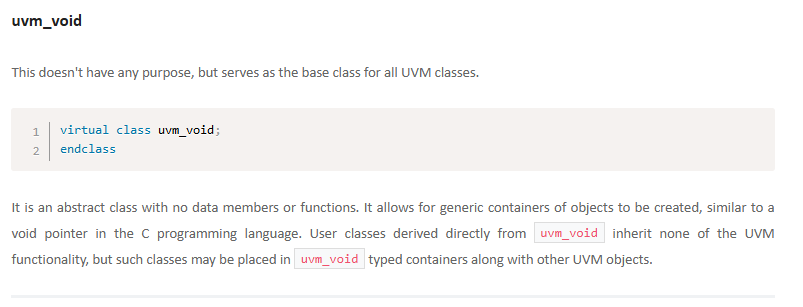 uvm_void
This doesn't have any purpose, but serves as the base class for all UVM classes.
1 virtual class uvm_void;
2 endclass
It is an abstract class with no data members or functions. It allows for generic containers of objects to be created, similar to a
void pointer in the C programming language. User classes derived directly from uvm_void inherit none of the UVM
functionality, but such classes may be placed in uvm_void typed containers along with other UVM objects.